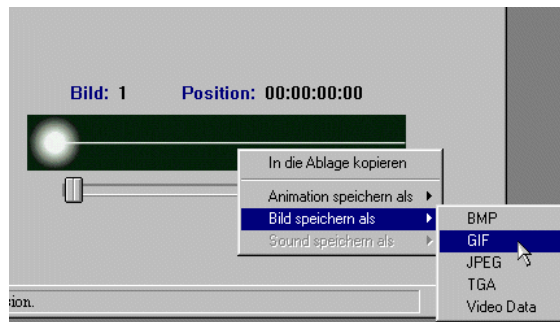 Bild: 1 Position: 00:00:00:00
In die Ablage kopieren
Animation speichern als
Bild speichern als
Sound speichern als
BMP
GIF
JPEG
TGA
Video Data
sion.